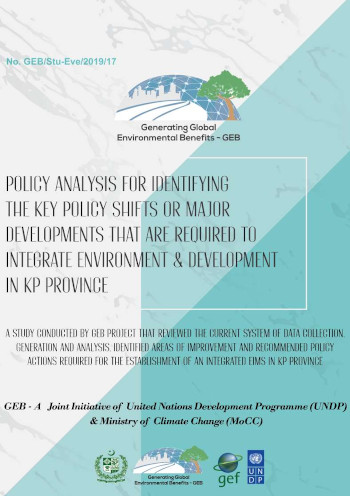 No. GEB/Stu-Eve/2019/17
Generating Global
Environmental Benefits - GEB
POLICY ANALYSIS FOR IDENTIFYING
THE KEY POLICY SHIFTS OR MAJOR
DEVELOPMENTS THAT ARE REQUIRED TO
INTEGRATE ENVIRONMENT & DEVELOPMENT
IN KP PROVINCE
A STUDY CONDUCTED BY GEB PROJECT THAT REVIEWED THE CURRENT SYSTEM OF DATA COLLECTION,
GENERATION AND ANALYSIS, IDENTIFIED AREAS OF IMPROVEMENT AND RECOMMENDED POLICY
ACTIONS REQUIRED FOR THE ESTABLISHMENT OF AN INTEGRATED EIMS IN KP PROVINCE
GEB - A Joint Initiative of United Nations Development Programme (UNDP)
& Ministry of Climate Change (MoCC)
Generating Global
Environmental Benefits - GEB
gef
U N
D P